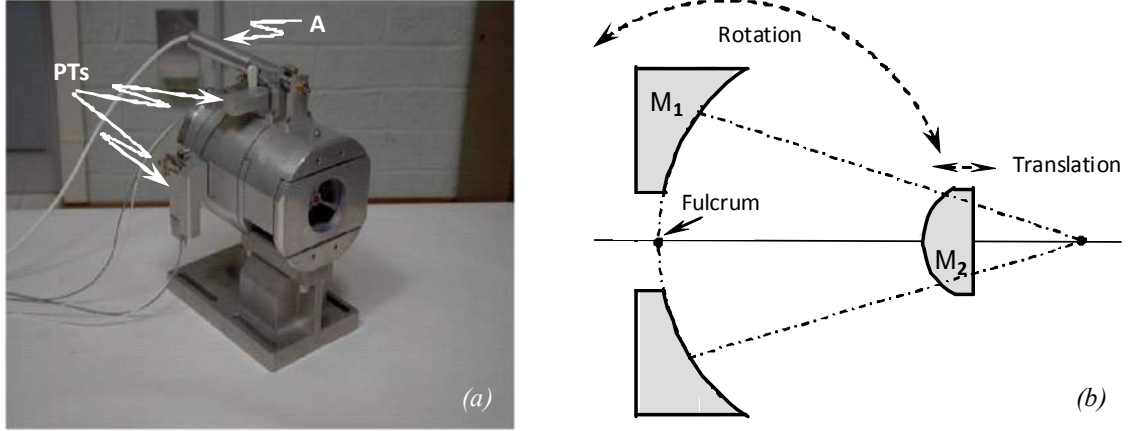 A
PTs
(a)
Rotation
M1
Translation
Fulcrum
M2
(b)